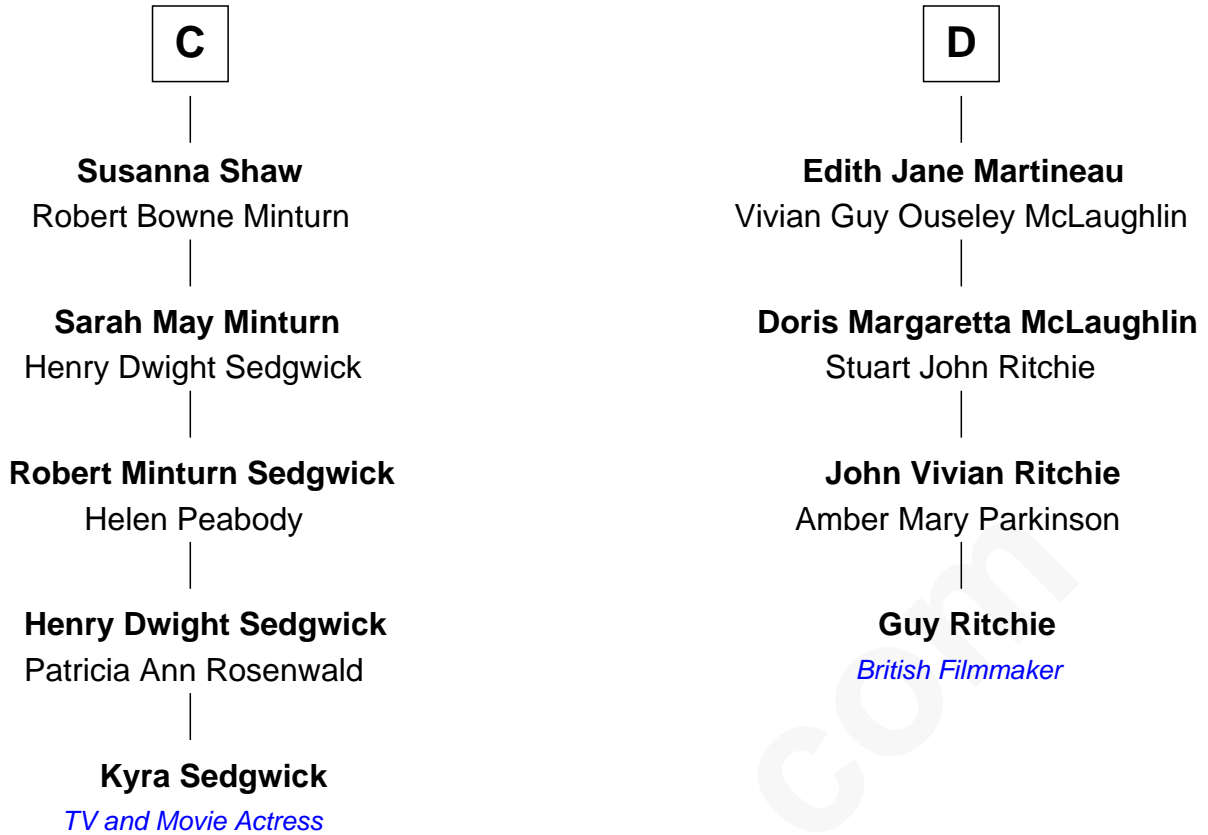 C
Susanna Shaw
Robert Bowne Minturn
Sarah May Minturn
Henry Dwight Sedgwick
Robert Minturn Sedgwick
Helen Peabody
Henry Dwight Sedgwick
Patricia Ann Rosenwald
Kyra Sedgwick
TV and Movie Actress
D
Edith Jane Martineau
Vivian Guy Ouseley McLaughlin
Doris Margaretta McLaughlin
Stuart John Ritchie
John Vivian Ritchie
Amber Mary Parkinson
Guy Ritchie
British Filmmaker
com